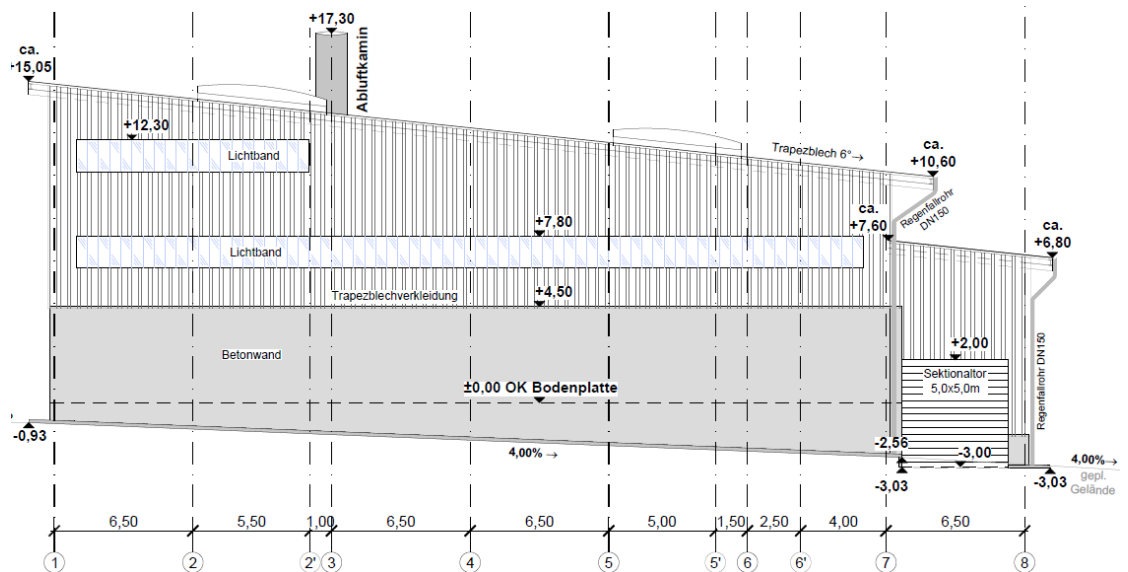 +17,30
Abluftkamin
ca.
+15,05
+12,30
Lichtband
Trapezblech 6°→
ca.
+10,60
Regenfallrohr
DN150
ca.
+7,60
+7,80
Lichtband
ca.
+6,80
Trapezblechverkleidung
+4,50
Betonwand
+2,00
Sektionaltor
5,0x5,0m
Regenfallrohr DN150
±0,00 OK Bodenplatte
-0,93
4,00% →
-2,56
-3,00
-3,03
-3,03
4,00%→
gepl.
Gelände
6,50 5,50 1,00 6,50 6,50 5,00 1,50 2,50 4,00 6,50
1 2 2' 3 4 5 5' 6 6' 7 8